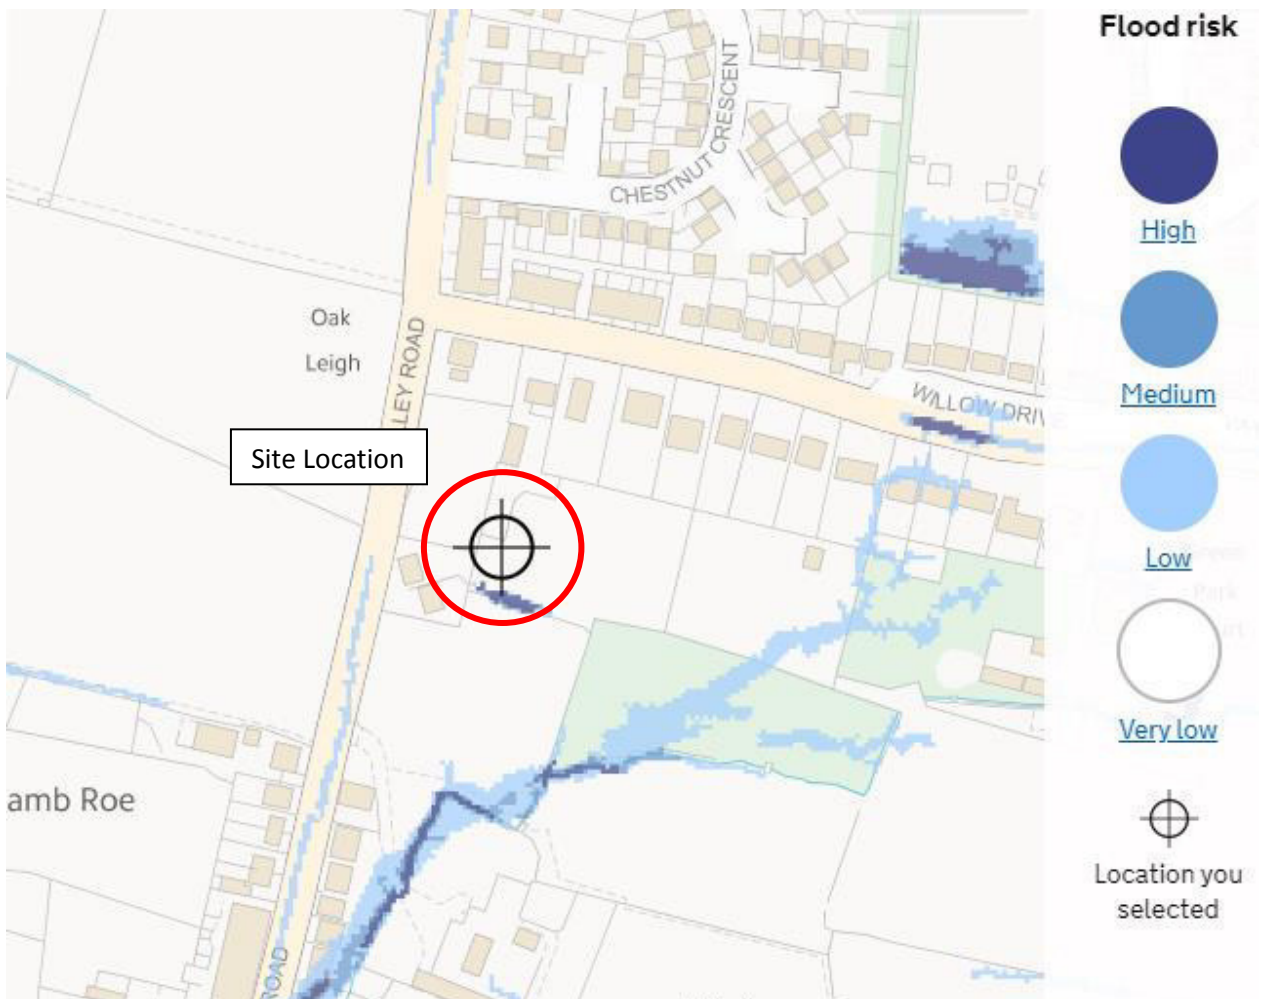 Flood risk
High
Medium
Low
Very low
Location you
selected
CHESTNUT CRESCENT
Oak
Leigh
LEY ROAD
WILLOW DRIV
Site Location
amb Roe
ROAD